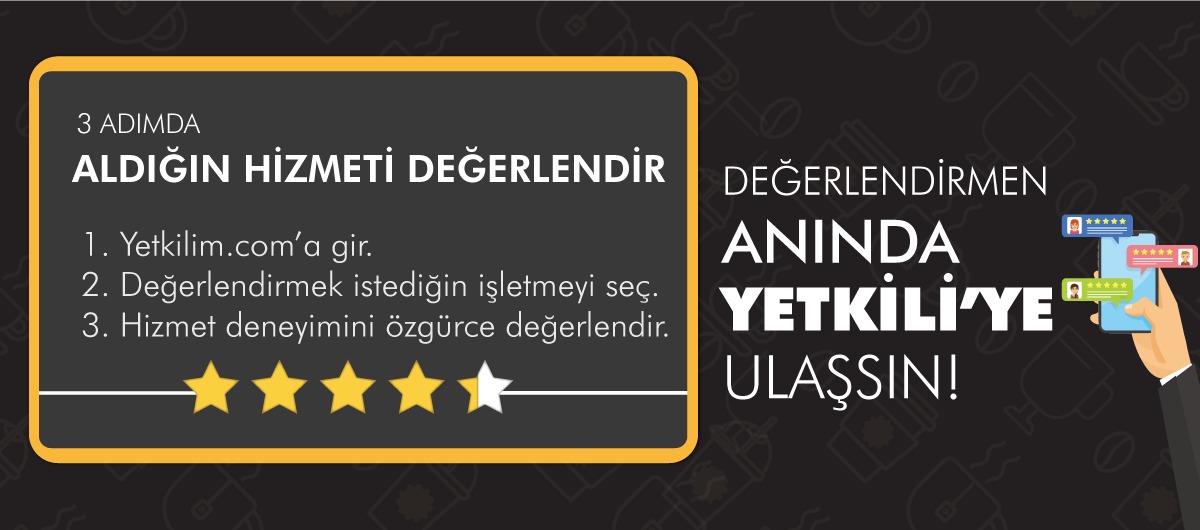 3 ADIMDA
ALDIĞIN HİZMETİ DEĞERLENDİR
1. Yetkilim.com’a gir.
2. Değerlendirmek istediğin işletmeyi seç.
3. Hizmet deneyimini özgürce değerlendir.
DEĞERLENDİRMEN
ANINDA
YETKİLİ’YE
ULAŞSIN!